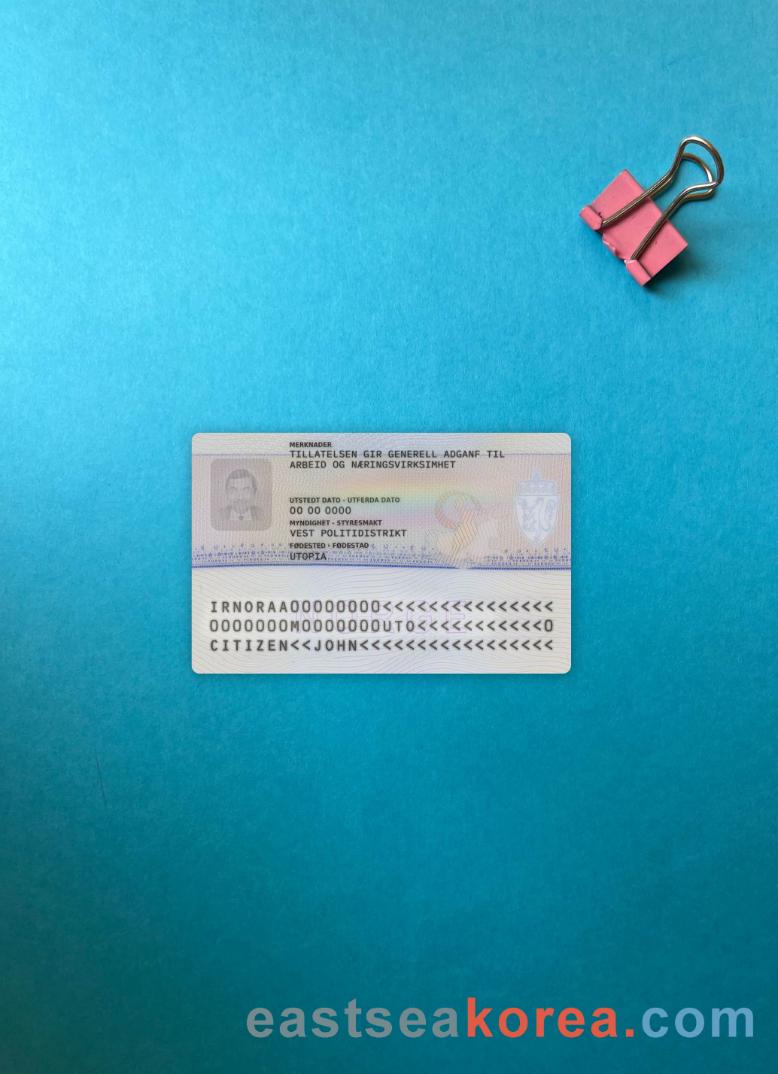 MERKNADER
TILLATELSEN GIR GENERELL ADGANF TIL
ARBEID OG NÆRINGSVIRKSIMHET
UTSTEDT DATO - UTFERDA DATO
00 00 0000
MYNDIGHET - STYRESMAKT
VEST POLITIDISTRIKT
FØDESTED - FØDESTAD
UTOPIA
IRNORAA00000000<<<<<<<<<<<<<<<
0000000M0000000UTO<<<<<<<<<<<0
CITIZEN<<JOHN<<<<<<<<<<<<<<<<<
eastseakorea.com